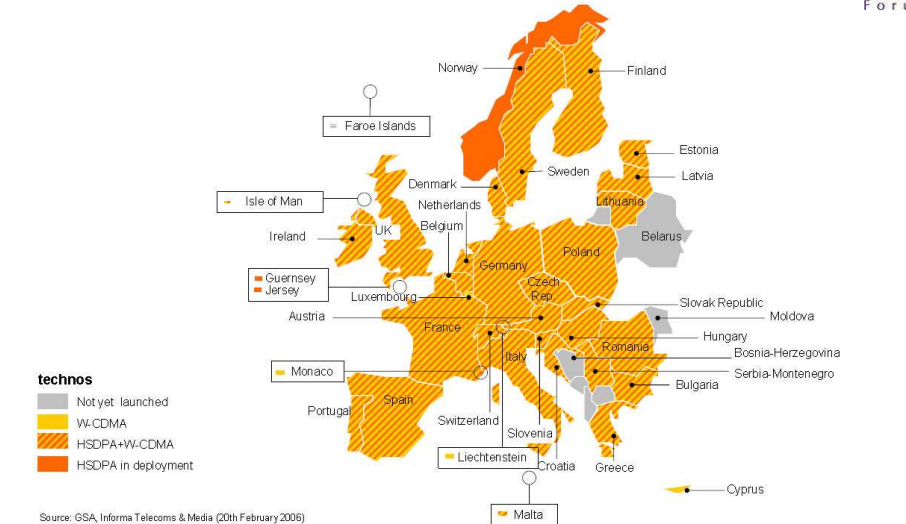 Foru
Norway
Finland
Faroe Islands
Estonia
Sweden
Latvia
Denmark
Lithuania
Isle of Man
Netherlands
Belgium
UK
Ireland
Belarus
Poland
Germany
Guernsey
Jersey
Czech
Rep.
Luxembourg
Slovak Republic
Austria
Moldova
France
Hungary
Romania
Italy
Bosnia-Herzegovina
Monaco
Serbia-Montenegro
technos
Bulgaria
Not yet launched
Spain
Portugal
W-CDMA
Switzerland
Slovenia
HSDPA+W-CDMA
Liechtenstein
Croatia
Greece
HSDPA in deployment
Cyprus
Malta
Source: GSA, Informa Telecoms & Media (20th February 2006)